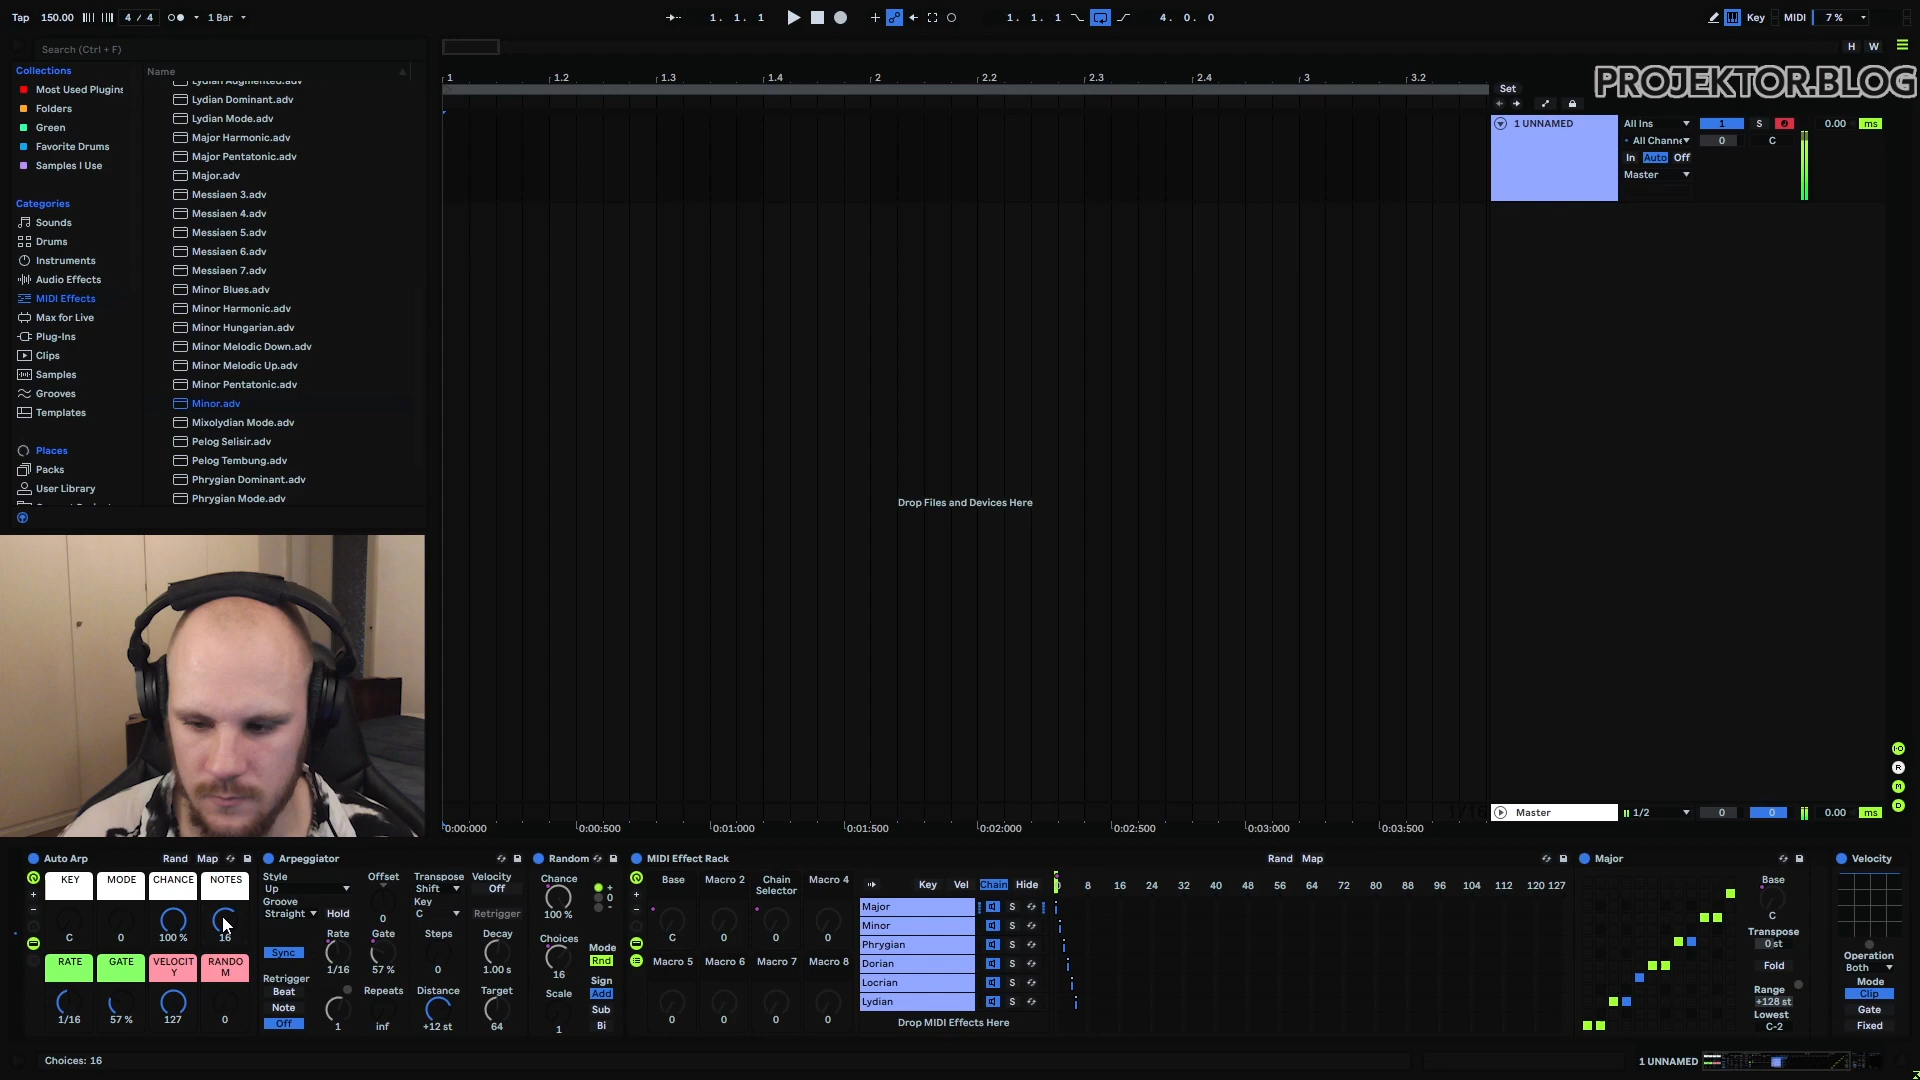 Tap 150.00 4 / 4 1 Bar
1. 1. 1 1. 1. 1 4. 0. 0
Key MIDI 7 %
Search (Ctrl + F)
H W
PROJEKTOR.BLOG
Collections
Most Used Plugins
Folders
Green
Favorite Drums
Samples I Use
Categories
Sounds
Drums
Instruments
Audio Effects
MIDI Effects
Max for Live
Plug-Ins
Clips
Samples
Grooves
Templates
Places
Packs
User Library
Name
Lydian Augmented.adv
Lydian Dominant.adv
Lydian Mode.adv
Major Harmonic.adv
Major Pentatonic.adv
Major.adv
Messiaen 3.adv
Messiaen 4.adv
Messiaen 5.adv
Messiaen 6.adv
Messiaen 7.adv
Minor Blues.adv
Minor Harmonic.adv
Minor Hungarian.adv
Minor Melodic Down.adv
Minor Melodic Up.adv
Minor Pentatonic.adv
Minor.adv
Mixolydian Mode.adv
Pelog Selisir.adv
Pelog Tembung.adv
Phrygian Dominant.adv
Phrygian Mode.adv
1 1.2 1.3 1.4 2 2.2 2.3 2.4 3 3.2
Set
1 UNNAMED
All Ins 1 S 0.00 ms
All Channe 0 C
In Auto Off
Master
Drop Files and Devices Here
1/16
Master 1/2 0 0 0.00 ms
0:00:000 0:00:500 0:01:000 0:01:500 0:02:000 0:02:500 0:03:000 0:03:500
R
M
D
Auto Arp Rand Map
KEY MODE CHANCE NOTES
C 0 100 % 16
RATE GATE VELOCIT
Y RANDO
M
1/16 57 % 127 0
Arpeggiator
Style
Up
Groove
Straight Hold
Sync
Retrigger
Beat
Note
Off
Offset
0
Rate Gate
1/16 57 %
1
Repeats
inf
Transpose
Shift
Key
C
Steps
0
Distance
+12 st
Velocity
Off
Retrigger
Decay
1.00 s
Target
64
Random
Chance
100 %
Choices
16
Scale
1
+
0
-
Mode
Rnd
Sign
Add
Sub
Bi
MIDI Effect Rack Rand Map
Base Macro 2 Chain
Selector Macro 4
C 0 0 0
Macro 5 Macro 6 Macro 7 Macro 8
0 0 0 0
Key Vel Chain Hide 0 8 16 24 32 40 48 56 64 72 80 88 96 104 112 120 127
Major S
Minor S
Phrygian S
Dorian S
Locrian S
Lydian S
Drop MIDI Effects Here
Major
Base
C
Transpose
0 st
Fold
Range
+128 st
Lowest
C-2
Velocity
Operation
Both
Mode
Clip
Gate
Fixed
Choices: 16
1 UNNAMED